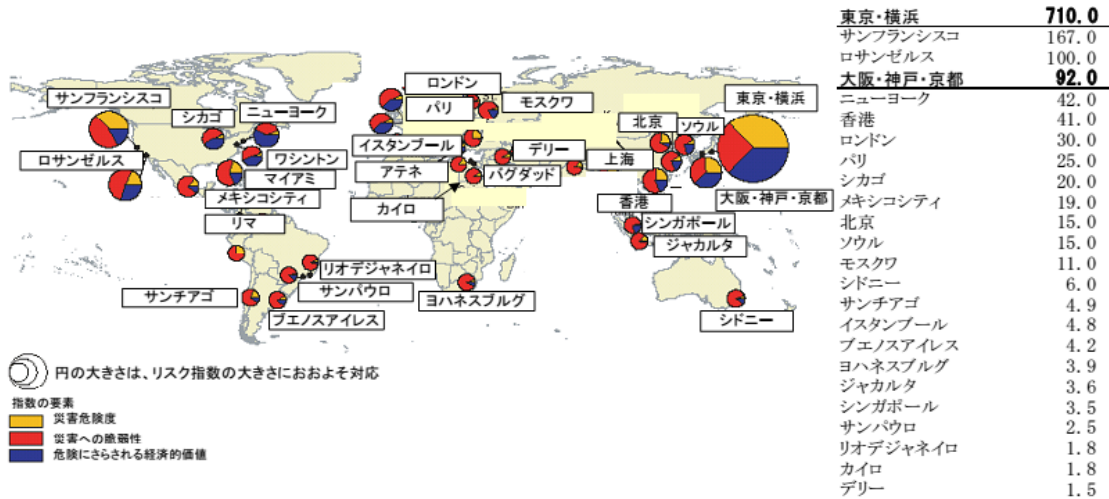 東京・横浜 710.0
サンフランシスコ 167.0
ロサンゼルス 100.0
大阪・神戸・京都 92.0
ニューヨーク 42.0
香港 41.0
ロンドン 30.0
パリ 25.0
シカゴ 20.0
メキシコシティ 19.0
北京 15.0
ソウル 15.0
モスクワ 11.0
シドニー 6.0
サンチアゴ 4.9
イスタンブール 4.8
ブエノスアイレス 4.2
ヨハネスブルグ 3.9
ジャカルタ 3.6
シンガポール 3.5
サンパウロ 2.5
リオデジャネイロ 1.8
カイロ 1.8
デリー 1.5
サンフランシスコ
シカゴ
ニューヨーク
ロサンゼルス
ワシントン
マイアミ
メキシコシティ
リマ
リオデジャネイロ
サンパウロ
サンチアゴ
ブエノスアイレス
ロンドン
パリ
モスクワ
イスタンブール
デリー
アテネ
バグダッド
カイロ
ヨハネスブルグ
北京
ソウル
東京・横浜
上海
香港
大阪・神戸・京都
シンガポール
ジャカルタ
シドニー
円の大きさは、リスク指数の大きさにおおよそ対応
指数の要素
災害危険度
災害への脆弱性
危険にさらされる経済的価値